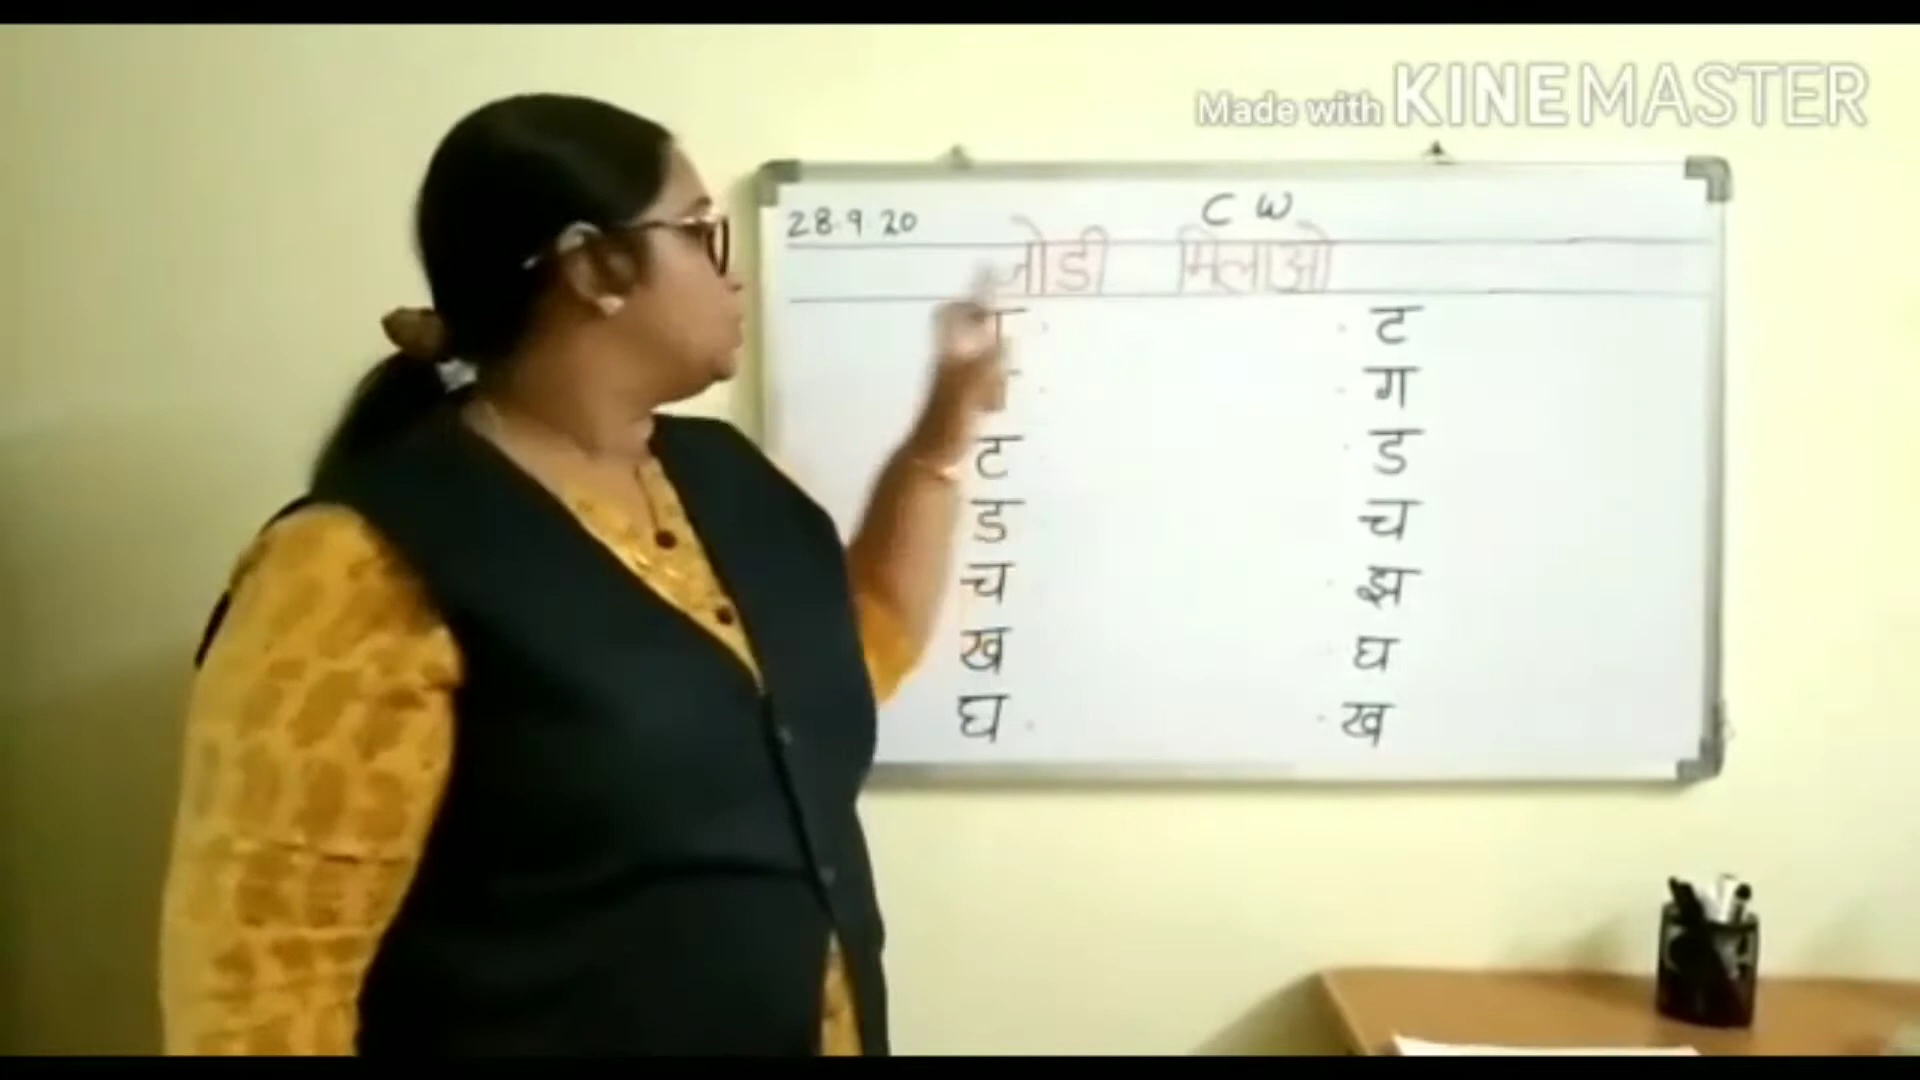 Made with KINEMASTER
C W
28.9.20
जोडी मिलाओ
ट
ग
ट ड
ड च
च झ
ख घ
घ ख